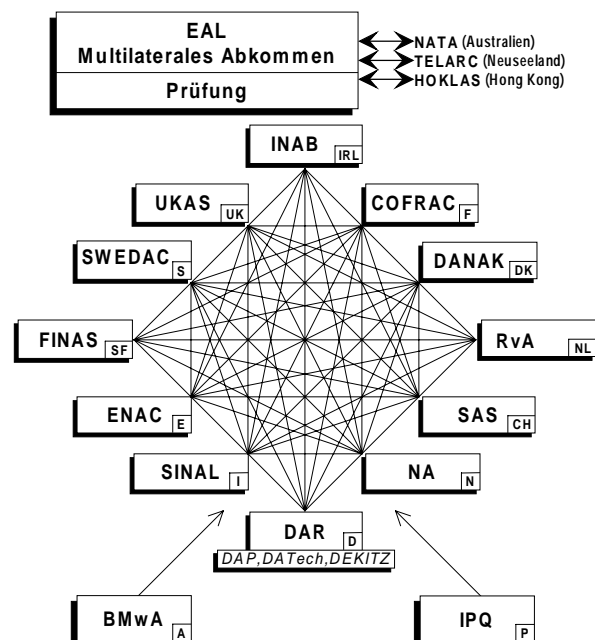 EAL
Multilaterales Abkommen
Prüfung
NATA (Australien)
TELARC (Neuseeland)
HOKLAS (Hong Kong)
INAB IRL
UKAS UK
COFRAC F
SWEDAC S
DANAK DK
FINAS SF
RvA NL
ENAC E
SAS CH
SINAL I
NA N
DAR D
DAP,DATech,DEKITZ
BMwA A
IPQ P